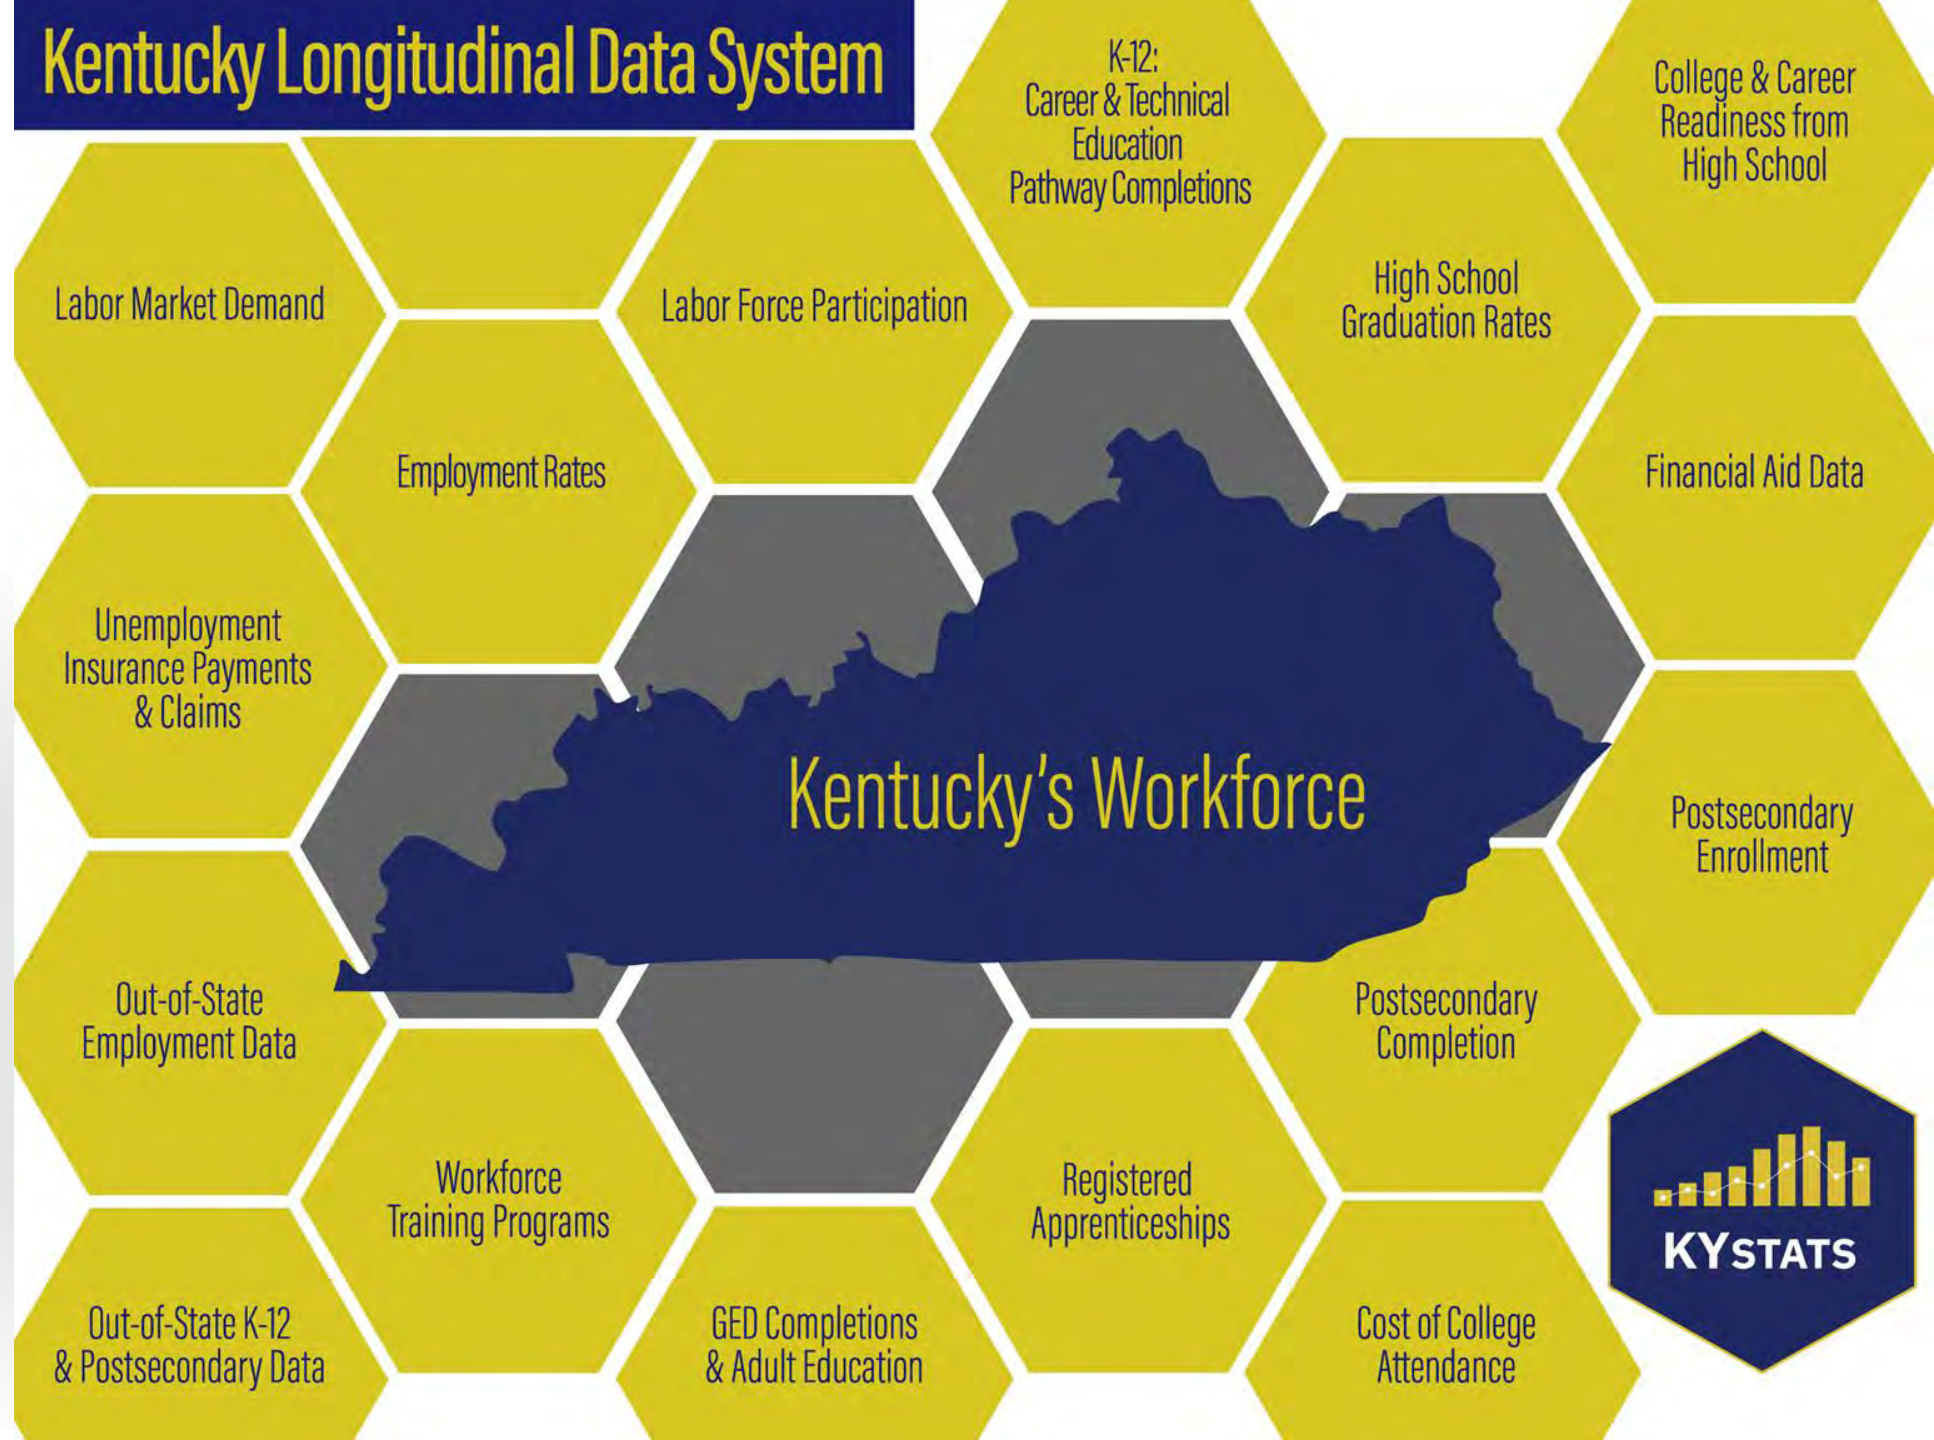 Kentucky Longitudinal Data System
K-12:
Career & Technical
Education
Pathway Completions
College & Career
Readiness from
High School
Labor Market Demand
Labor Force Participation
High School
Graduation Rates
Employment Rates
Financial Aid Data
Unemployment
Insurance Payments
& Claims
Kentucky's Workforce
Postsecondary
Enrollment
Out-of-State
Employment Data
Postsecondary
Completion
Workforce
Training Programs
Registered
Apprenticeships
KYSTATS
Out-of-State K-12
& Postsecondary Data
GED Completions
& Adult Education
Cost of College
Attendance